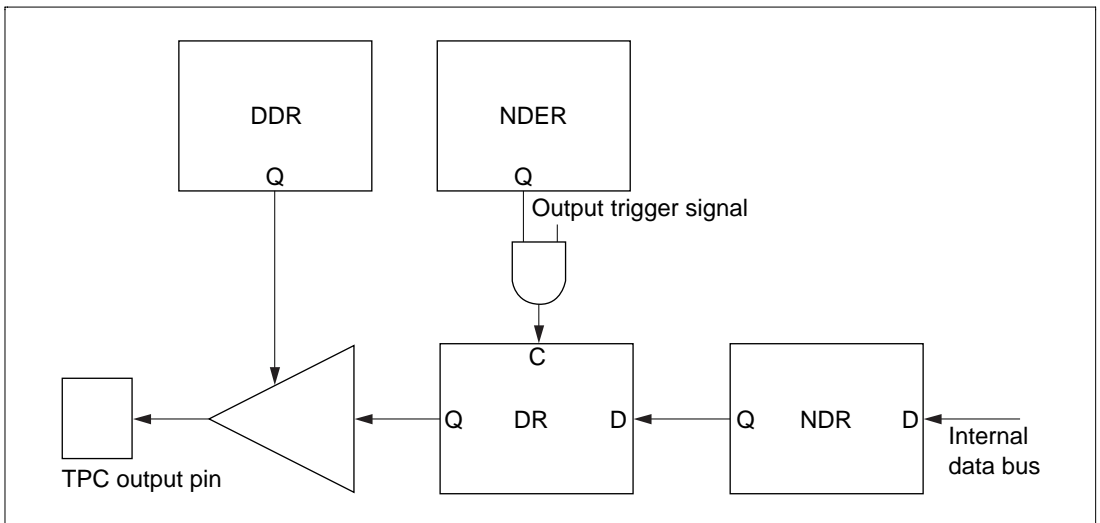 DDR
NDER
Q
Q
Output trigger signal
C
Q
DR
D
Q
NDR
D
Internal
data bus
TPC output pin